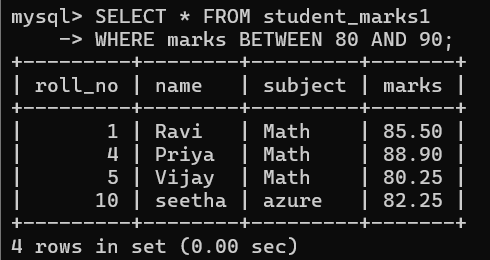 mysql> SELECT * FROM student_marks1
    -> WHERE marks BETWEEN 80 AND 90;
+---------+--------+---------+-------+
| roll_no | name   | subject | marks |
+---------+--------+---------+-------+
|       1 | Ravi   | Math    | 85.50 |
|       4 | Priya  | Math    | 88.90 |
|       5 | Vijay  | Math    | 80.25 |
|      10 | seetha | azure   | 82.25 |
+---------+--------+---------+-------+
4 rows in set (0.00 sec)